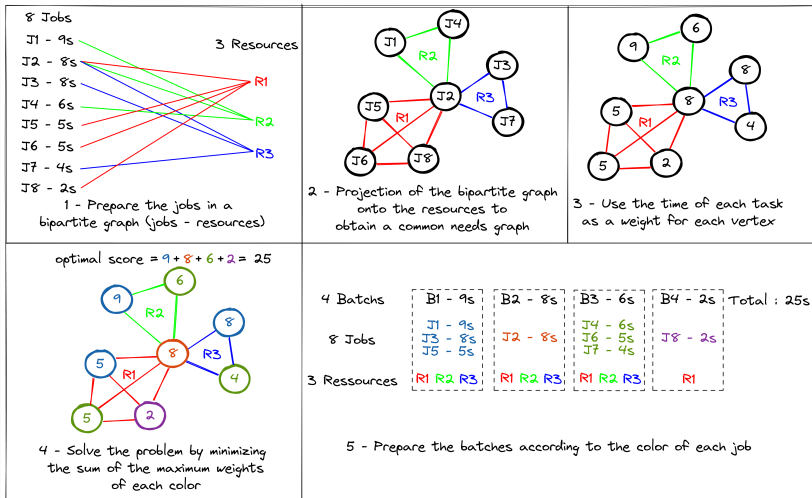 8 Jobs
J1 - 9s
J2 - 8s
J3 - 8s
J4 - 6s
J5 - 5s
J6 - 5s
J7 - 4s
J8 - 2s
3 Resources
R1
R2
R3
1 - Prepare the jobs in a
bipartite graph (jobs - resources)
J4
J1
R2
J3
J2
R3
J5
R1
J7
J6
J8
2 - Projection of the bipartite graph
onto the resources to
obtain a common needs graph
6
9
R2
8
8
R3
5
R1
4
5
2
3 - Use the time of each task
as a weight for each vertex
optimal score = 9 + 8 + 6 + 2 = 25
6
9
R2
8
8
R3
5
R1
4
5
2
4 - Solve the problem by minimizing
the sum of the maximum weights
of each color
4 Batchs B1 - 9s B2 - 8s B3 - 6s B4 - 2s Total : 25s
J1 - 9s J4 - 6s
8 Jobs J3 - 8s J2 - 8s J6 - 5s J8 - 2s
J5 - 5s J7 - 4s
3 Ressources R1 R2 R3 R1 R2 R3 R1 R2 R3 R1
5 - Prepare the batches according to the color of each job